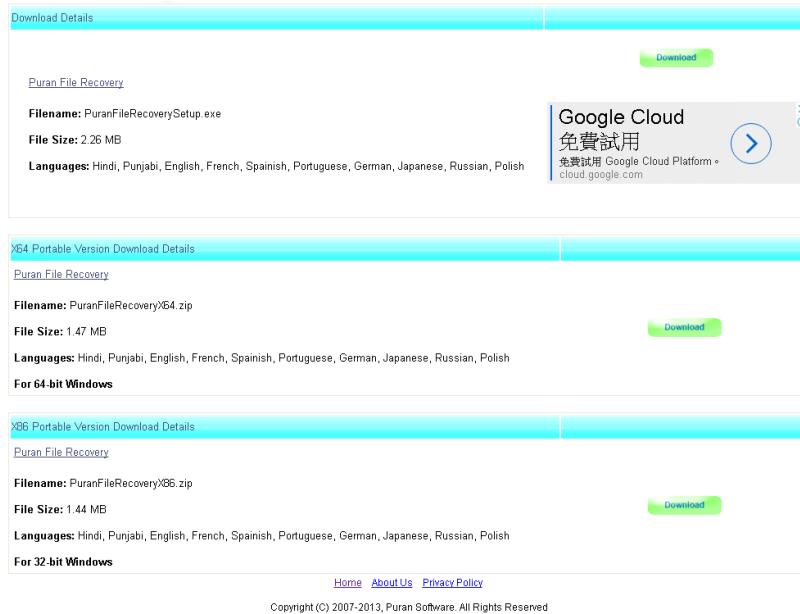 Download Details
Download
Puran File Recovery
Filename: PuranFileRecoverySetup.exe
File Size: 2.26 MB
Languages: Hindi, Punjabi, English, French, Spainish, Portuguese, German, Japanese, Russian, Polish
Google Cloud
免費試用
免費試用 Google Cloud Platform。
cloud.google.com
X64 Portable Version Download Details
Puran File Recovery
Filename: PuranFileRecoveryX64.zip
File Size: 1.47 MB
Download
Languages: Hindi, Punjabi, English, French, Spainish, Portuguese, German, Japanese, Russian, Polish
For 64-bit Windows
X86 Portable Version Download Details
Puran File Recovery
Filename: PuranFileRecoveryX86.zip
File Size: 1.44 MB
Download
Languages: Hindi, Punjabi, English, French, Spainish, Portuguese, German, Japanese, Russian, Polish
For 32-bit Windows
Home About Us Privacy Policy
Copyright (C) 2007-2013, Puran Software. All Rights Reserved